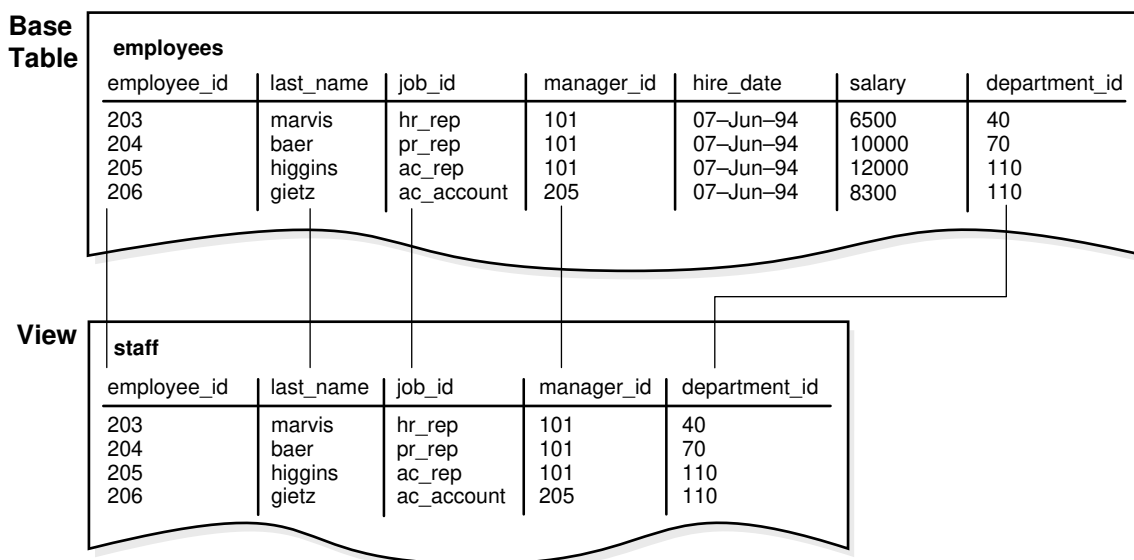 Base Table
employees
employee_id last_name job_id manager_id hire_date salary department_id
203 marvis hr_rep 101 07–Jun–94 6500 40
204 baer pr_rep 101 07–Jun–94 10000 70
205 higgins ac_rep 101 07–Jun–94 12000 110
206 gietz ac_account 205 07–Jun–94 8300 110
View
staff
employee_id last_name job_id manager_id department_id
203 marvis hr_rep 101 40
204 baer pr_rep 101 70
205 higgins ac_rep 101 110
206 gietz ac_account 205 110